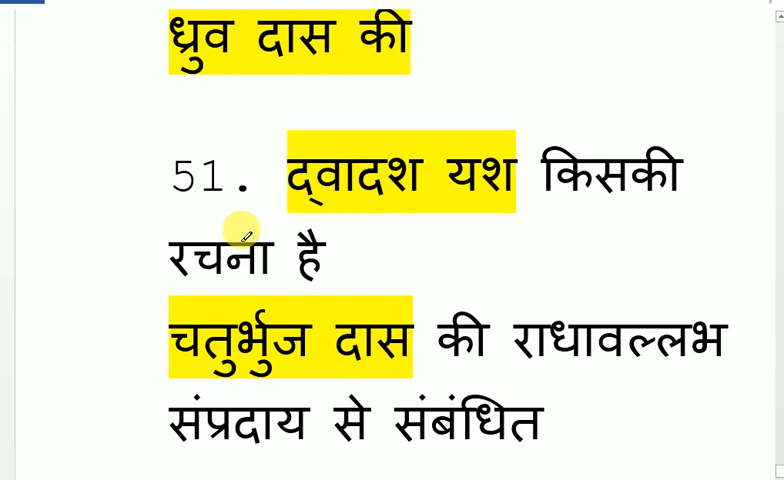 ध्रुव दास की
51. द्वादश यश किसकी
रचना है
चतुर्भुज दास की राधावल्लभ
संप्रदाय से संबंधित